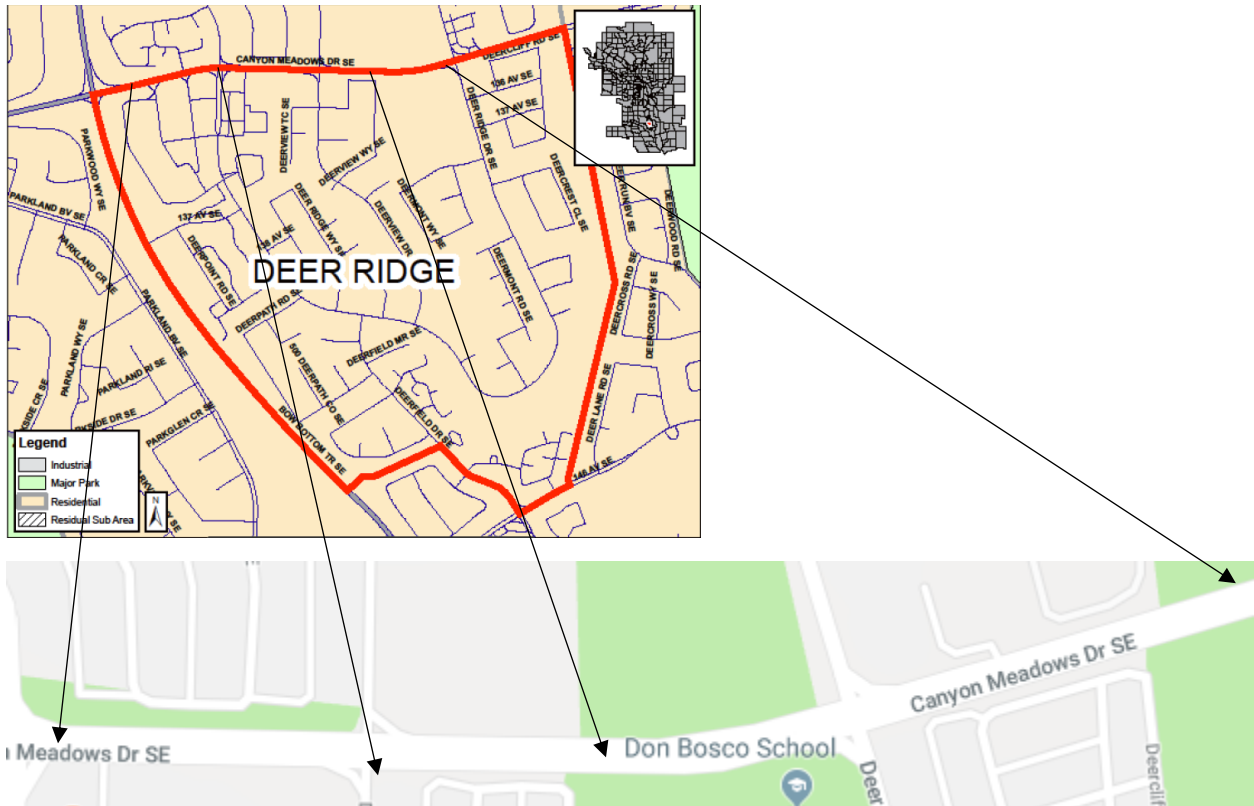 CANYON MEADOWS DR SE
DEERCLIFF RD SE
136 AV SE
137 AV SE
DEER RIDGE DR SE
DEERVIEW TC SE
DEERVIEW WY SE
PARKWOOD WY SE
PARKLAND BV SE
PARKLAND CR SE
137 AV SE
138 AV SE
DEER RIDGE WY SE
DEERVIEW DR
DEERMONT WY SE
DEERCREST CL SE
DEERRUN BV SE
DEERWOOD RD SE
DEER RIDGE
DEERPOINT RD SE
DEERPATH RD SE
DEERMONT RD SE
DEERCROSS RD SE
DEERCROSS WY SE
PARKLAND WY SE
PARKLAND BV SE
PARKLAND RI SE
500 DEERPATH CO SE
DEERFIELD MR SE
DEERFIELD DR SE
DEER LANE RD SE
KSIDE CR SE
RKSIDE DR SE
PARKGLEN CR SE
BOW BOTTOM TR SE
146 AV SE
Legend
Industrial
Major Park
Residential
Residual Sub Area
N
Meadows Dr SE
Don Bosco School
Canyon Meadows Dr SE
Deer
Deerclif